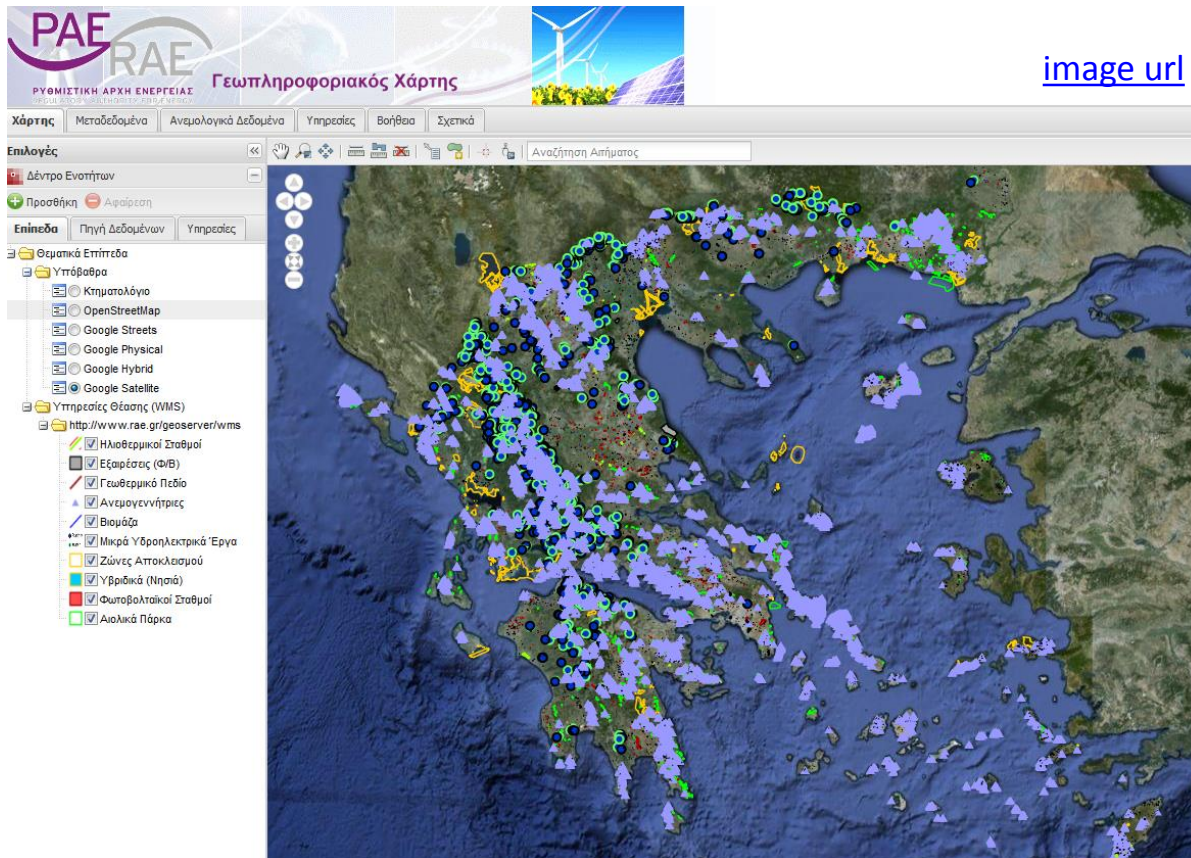 ΡΑΕ
RAE
ΡΥΘΜΙΣΤΙΚΗ ΑΡΧΗ ΕΝΕΡΓΕΙΑΣ
REGULATORY AUTHORITY FOR ENERGY
Γεωπληροφοριακός Χάρτης
image url
Χάρτης Μεταδεδομένα Ανεμολογικά Δεδομένα Υπηρεσίες Βοήθεια Σχετικά
Επιλογές
Αναζήτηση Αιτήματος
Δέντρο Ενοτήτων
Προσθήκη Αφαίρεση
Επίπεδα Πηγή Δεδομένων Υπηρεσίες
Θεματικά Επίπεδα
Υπόβαθρα
Κτηματολόγιο
OpenStreetMap
Google Streets
Google Physical
Google Hybrid
Google Satellite
Υπηρεσίες Θέασης (WMS)
http://www.rae.gr/geoserver/wms
Ηλιοθερμικοί Σταθμοί
Εξαιρέσεις (Φ/Β)
Γεωθερμικό Πεδίο
Ανεμογεννήτριες
Βιομάζα
Μικρά Υδροηλεκτρικά Έργα
Ζώνες Αποκλεισμού
Υβριδικά (Νησιά)
Φωτοβολταϊκοί Σταθμοί
Αιολικά Πάρκα